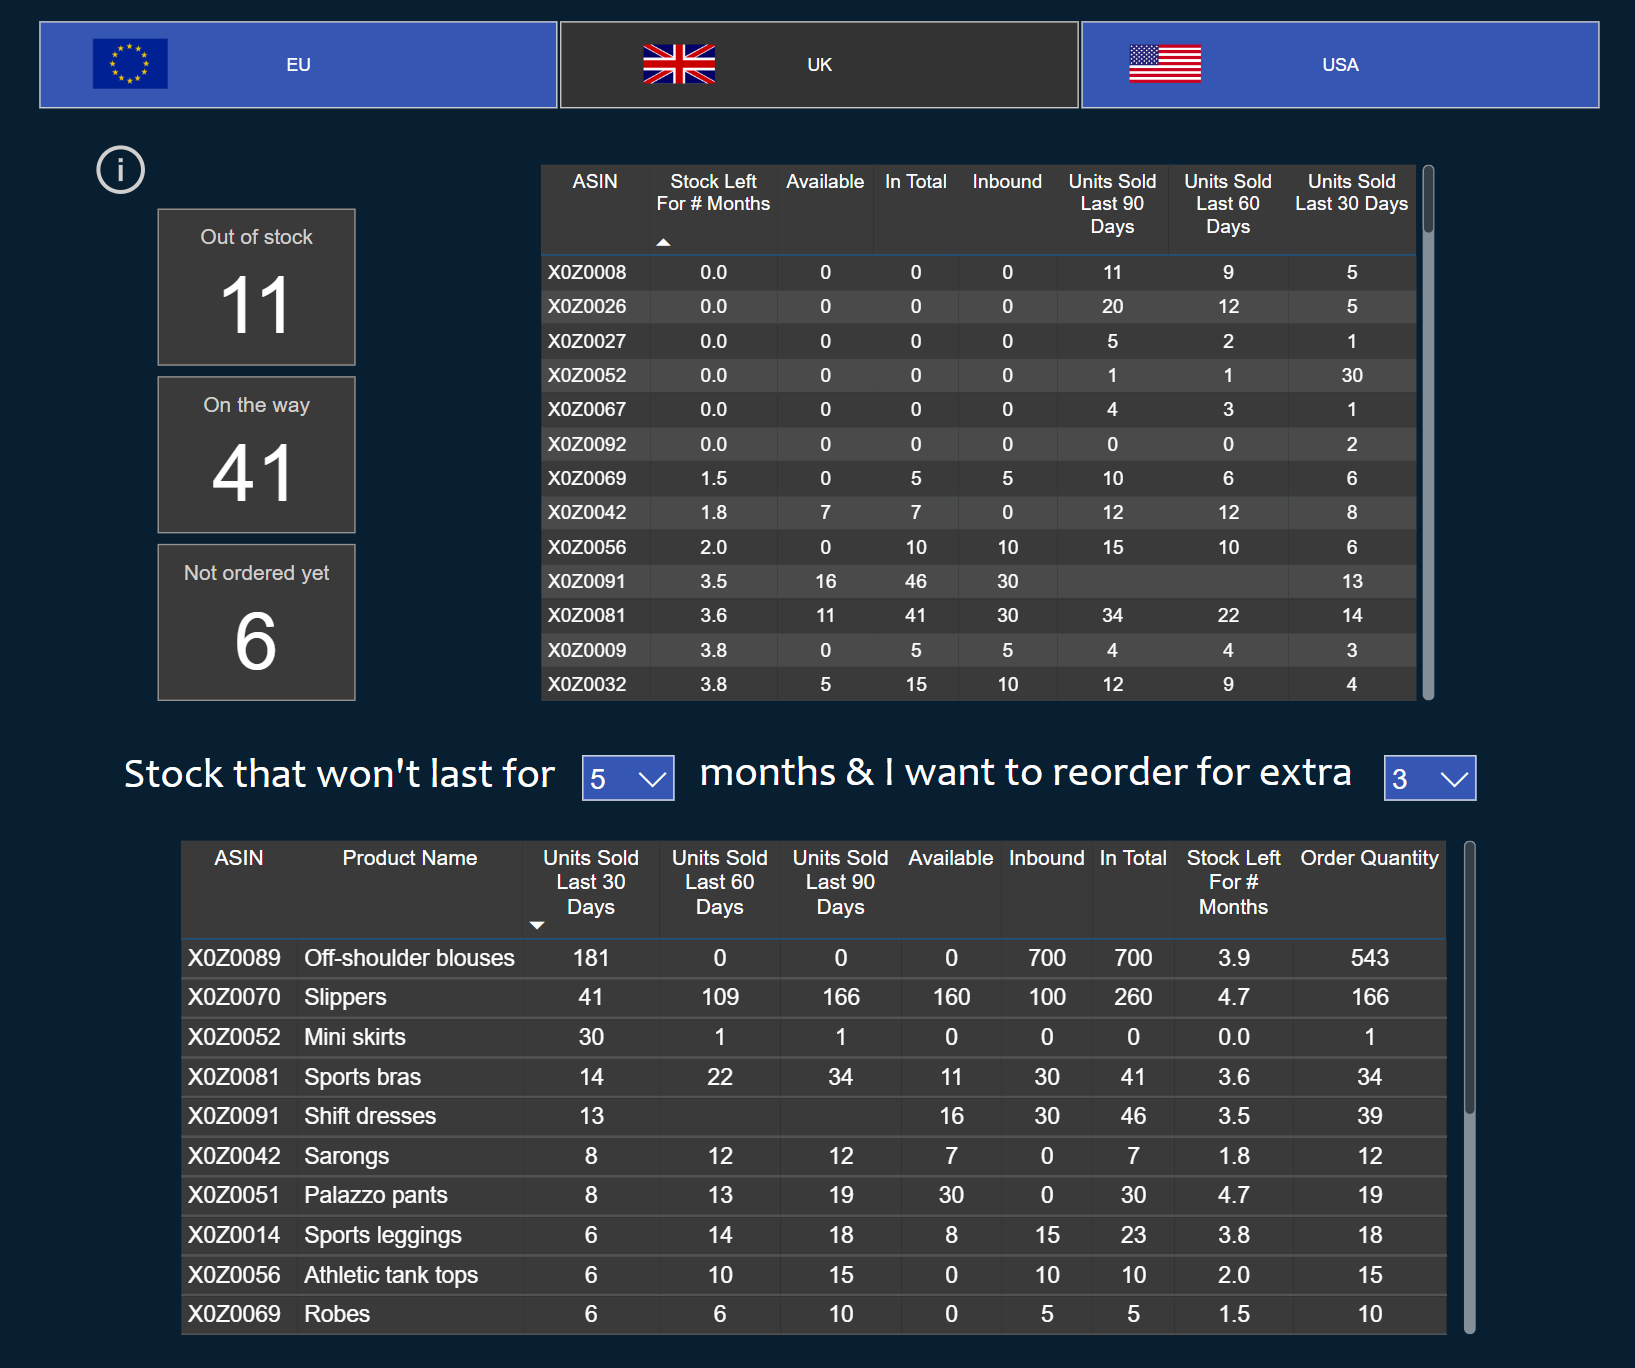 EU UK USA
i
Out of stock
11
On the way
41
Not ordered yet
6
ASIN Stock Left For # Months Available In Total Inbound Units Sold Last 90 Days Units Sold Last 60 Days Units Sold Last 30 Days
X0Z0008 0.0 0 0 0 11 9 5
X0Z0026 0.0 0 0 0 20 12 5
X0Z0027 0.0 0 0 0 5 2 1
X0Z0052 0.0 0 0 0 1 1 30
X0Z0067 0.0 0 0 0 4 3 1
X0Z0092 0.0 0 0 0 0 0 2
X0Z0069 1.5 0 5 5 10 6 6
X0Z0042 1.8 7 7 0 12 12 8
X0Z0056 2.0 0 10 10 15 10 6
X0Z0091 3.5 16 46 30 13
X0Z0081 3.6 11 41 30 34 22 14
X0Z0009 3.8 0 5 5 4 4 3
X0Z0032 3.8 5 15 10 12 9 4
Stock that won't last for 5 months & I want to reorder for extra 3
ASIN Product Name Units Sold Last 30 Days Units Sold Last 60 Days Units Sold Last 90 Days Available Inbound In Total Stock Left For # Months Order Quantity
X0Z0089 Off-shoulder blouses 181 0 0 0 700 700 3.9 543
X0Z0070 Slippers 41 109 166 160 100 260 4.7 166
X0Z0052 Mini skirts 30 1 1 0 0 0 0.0 1
X0Z0081 Sports bras 14 22 34 11 30 41 3.6 34
X0Z0091 Shift dresses 13 16 30 46 3.5 39
X0Z0042 Sarongs 8 12 12 7 0 7 1.8 12
X0Z0051 Palazzo pants 8 13 19 30 0 30 4.7 19
X0Z0014 Sports leggings 6 14 18 8 15 23 3.8 18
X0Z0056 Athletic tank tops 6 10 15 0 10 10 2.0 15
X0Z0069 Robes 6 6 10 0 5 5 1.5 10